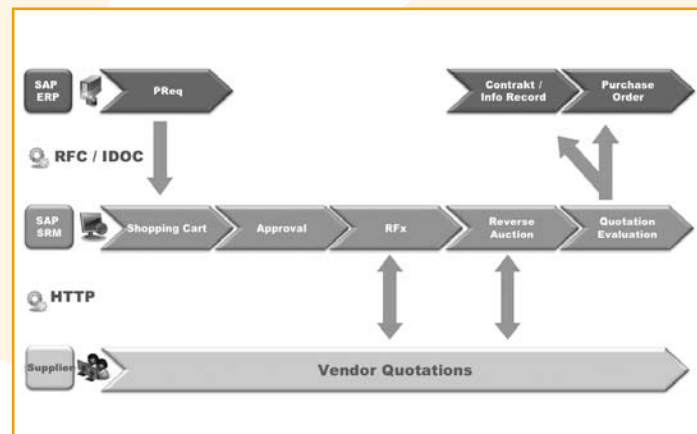 SAP
ERP
PReq
Contrakt /
Info Record
Purchase
Order
RFC / IDOC
SAP
SRM
Shopping Cart
Approval
RFx
Reverse
Auction
Quotation
Evaluation
HTTP
Supplier
Vendor Quotations